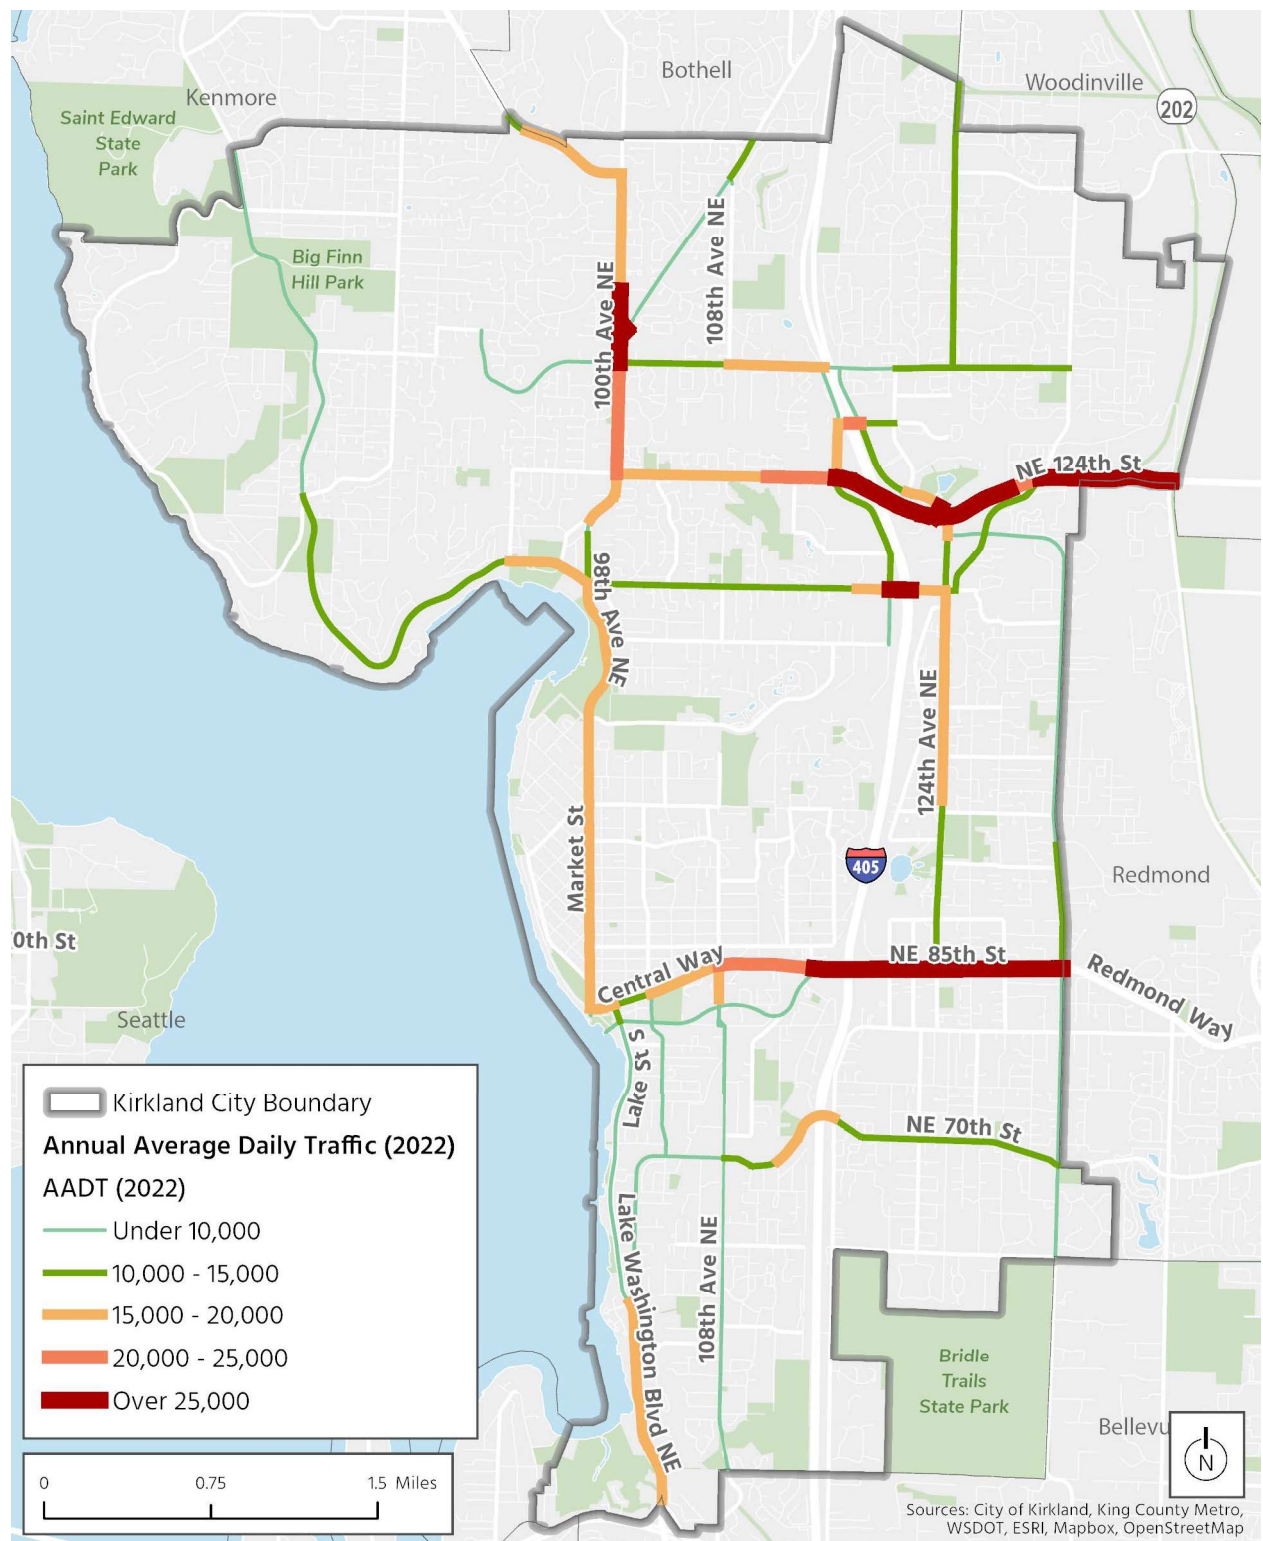 Bothell
Woodinville
Kenmore
202
Saint Edward
State
Park
108th Ave NE
Big Finn
Hill Park
100th Ave NE
NE 124th St
98th Ave NE
124th Ave NE
Market St
405
Redmond
0th St
NE 85th St
Central Way
Redmond Way
Seattle
Lake St S
NE 70th St
Lake Washington Blvd NE
108th Ave NE
Bridle
Trails
State Park
Bellevu
N
Kirkland City Boundary
Annual Average Daily Traffic (2022)
AADT (2022)
Under 10,000
10,000 - 15,000
15,000 - 20,000
20,000 - 25,000
Over 25,000
0 0.75 1.5 Miles
Sources: City of Kirkland, King County Metro,
WSDOT, ESRI, Mapbox, OpenStreetMap